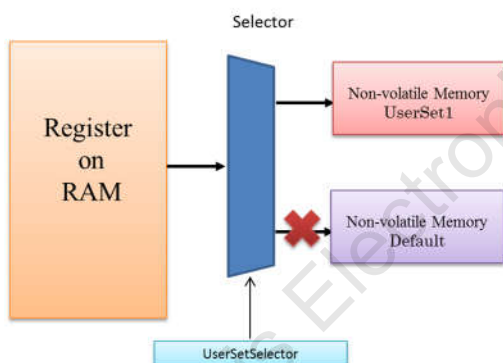 Selector
Register
on
RAM
Non-volatile Memory
UserSet1
Non-volatile Memory
Default
UserSetSelector